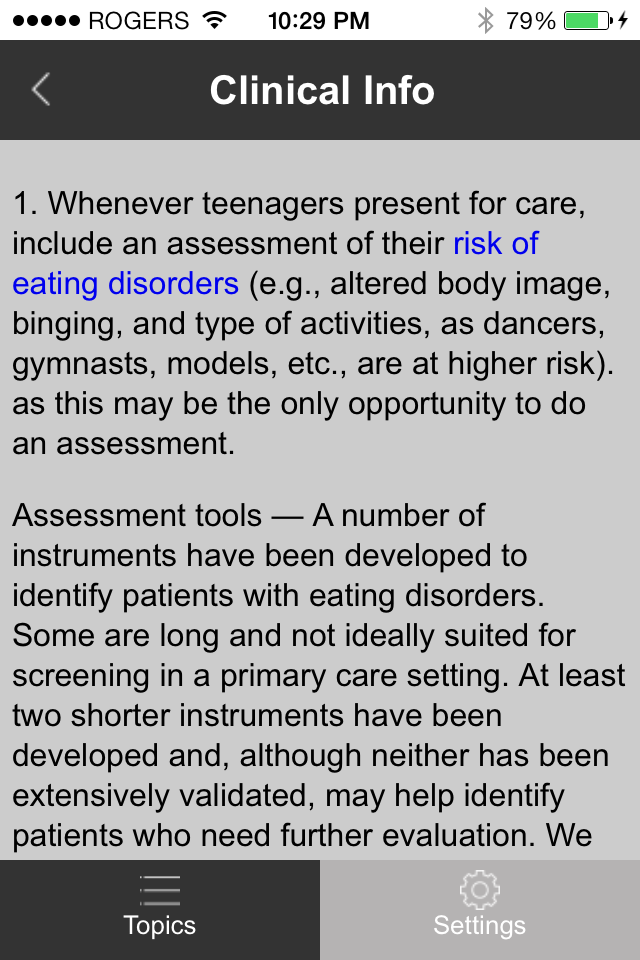 ROGERS 10:29 PM 79%
Clinical Info
1. Whenever teenagers present for care,
include an assessment of their risk of
eating disorders (e.g., altered body image,
binging, and type of activities, as dancers,
gymnasts, models, etc., are at higher risk).
as this may be the only opportunity to do
an assessment.
Assessment tools — A number of
instruments have been developed to
identify patients with eating disorders.
Some are long and not ideally suited for
screening in a primary care setting. At least
two shorter instruments have been
developed and, although neither has been
extensively validated, may help identify
patients who need further evaluation. We
Topics Settings